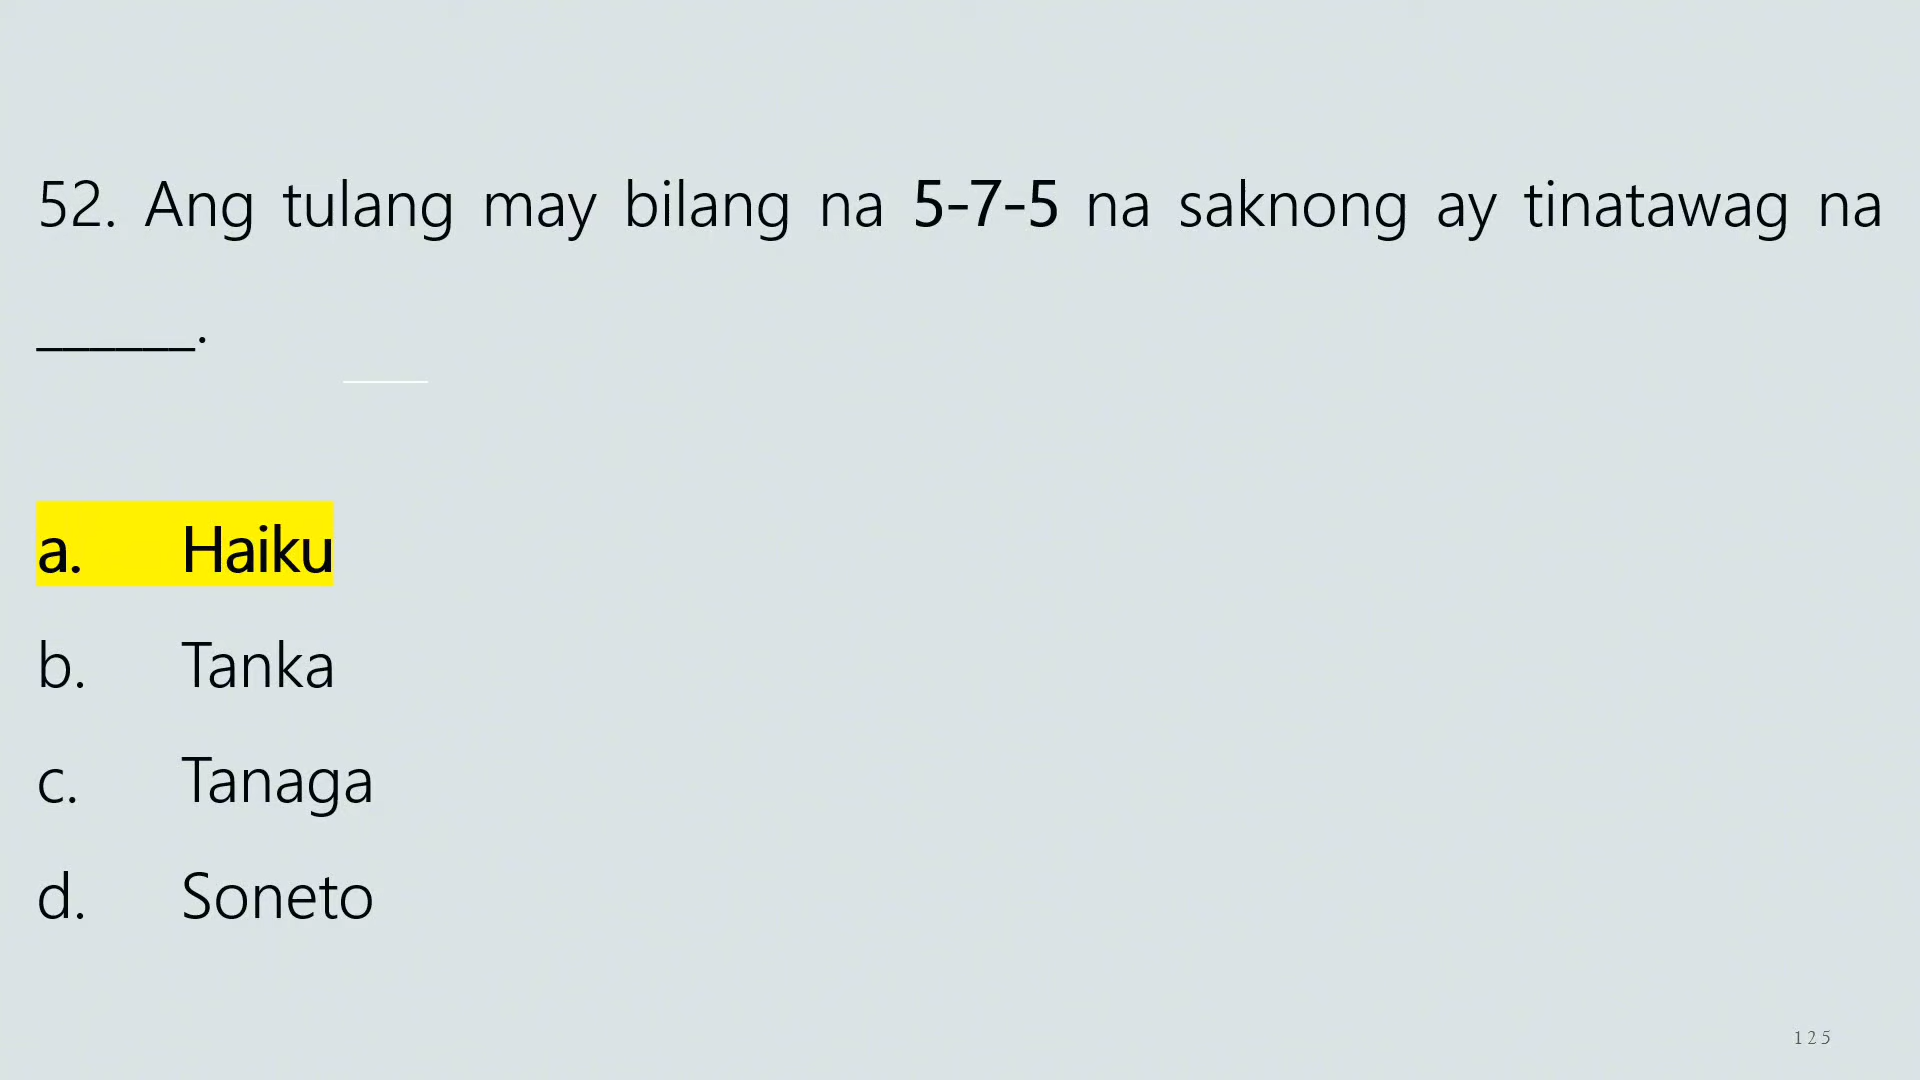 52. Ang tulang may bilang na 5-7-5 na saknong ay tinatawag na
______.
a. Haiku
b. Tanka
c. Tanaga
d. Soneto
125